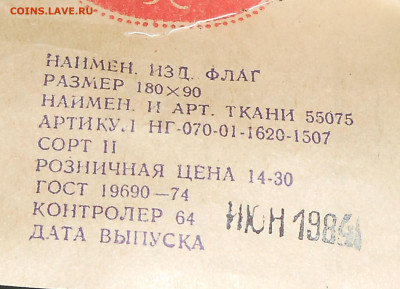 COINS.LAVE.RU
НАИМЕН. ИЗД. ФЛАГ
РАЗМЕР 180×90
НАИМЕН. И АРТ. ТКАНИ 55075
АРТИКУЛ НГ-070-01-1620-1507
СОРТ II
РОЗНИЧНАЯ ЦЕНА 14-30
ГОСТ 19690—74
КОНТРОЛЕР 64
ДАТА ВЫПУСКА ИЮН